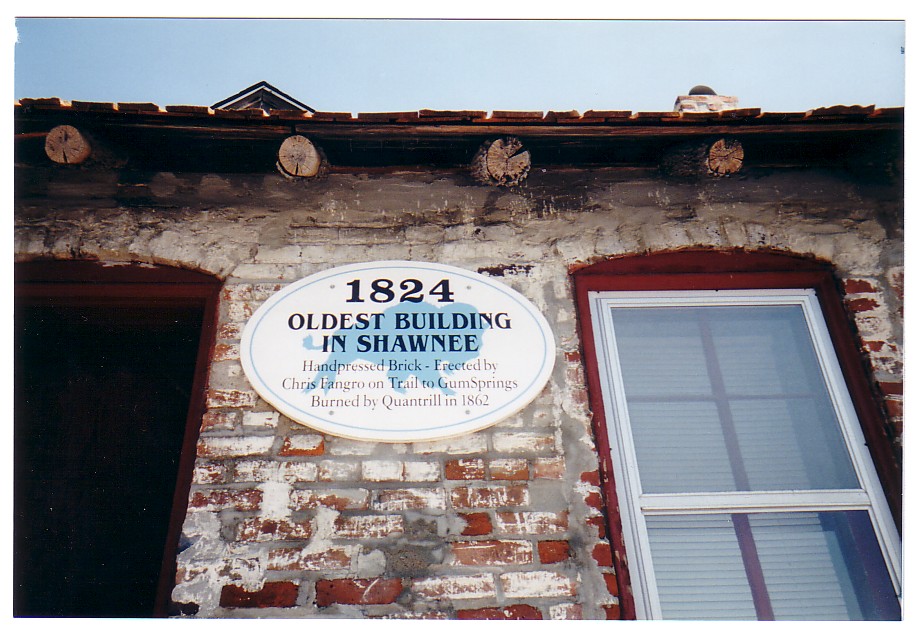 1824
OLDEST BUILDING
IN SHAWNEE
Handpressed Brick - Erected by
Chris Fangro on Trail to GumSprings
Burned by Quantrill in 1862